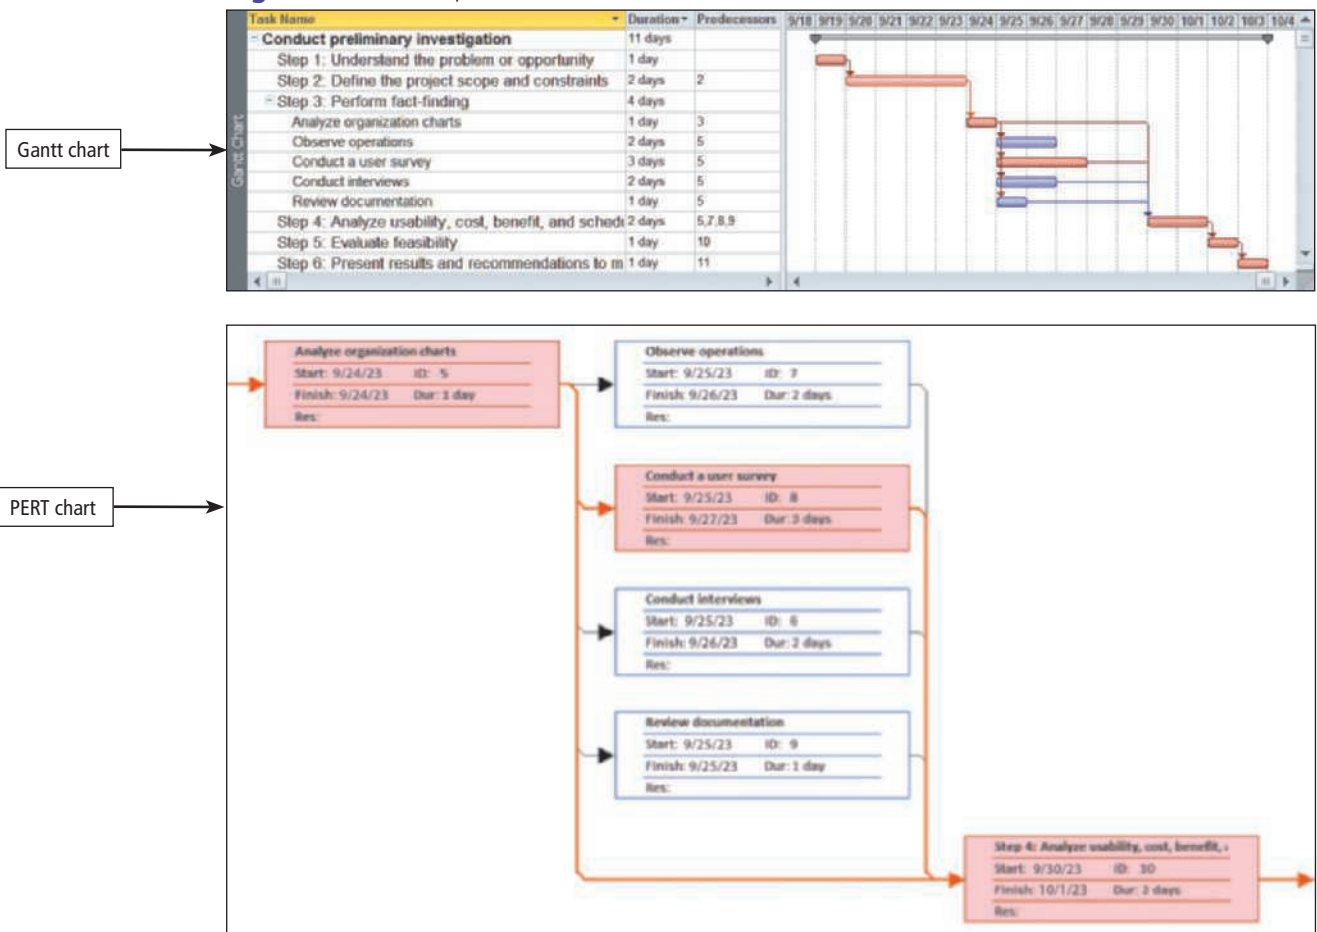 Task Name Duration Predecessors 9/18 9/19 9/20 9/21 9/22 9/23 9/24 9/25 9/26 9/27 9/28 9/29 9/30 10/1 10/2 10/3 10/4
Conduct preliminary investigation 11 days
Step 1: Understand the problem or opportunity 1 day
Step 2: Define the project scope and constraints 2 days 2
Step 3: Perform fact-finding 4 days
Analyze organization charts 1 day 3
Observe operations 2 days 5
Conduct a user survey 3 days 5
Conduct interviews 2 days 5
Review documentation 1 day 5
Step 4: Analyze usability, cost, benefit, and schedu 2 days 5,7,8,9
Step 5: Evaluate feasibility 1 day 10
Step 6: Present results and recommendations to m 1 day 11
Gantt Chart
Gantt chart
PERT chart
Analyze organization charts
Start: 9/24/23 ID: 5
Finish: 9/24/23 Dur: 1 day
Res:
Observe operations
Start: 9/25/23 ID: 7
Finish: 9/26/23 Dur: 2 days
Res:
Conduct a user survey
Start: 9/25/23 ID: 8
Finish: 9/27/23 Dur: 3 days
Res:
Conduct interviews
Start: 9/25/23 ID: 6
Finish: 9/26/23 Dur: 2 days
Res:
Review documentation
Start: 9/25/23 ID: 9
Finish: 9/25/23 Dur: 1 day
Res:
Step 4: Analyze usability, cost, benefit,
Start: 9/30/23 ID:
Finish: 10/1/23 Dur: 2 days
Res: